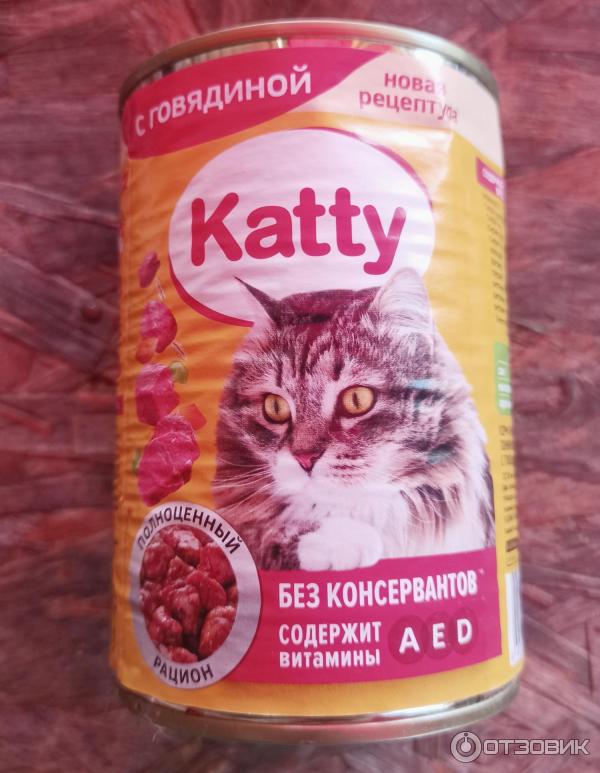 с говядиной
новая
рецептура
Katty
ПОЛНОЦЕННЫЙ
РАЦИОН
БЕЗ КОНСЕРВАНТОВ
СОДЕРЖИТ
ВИТАМИНЫ
A E D
ОТЗОВИК